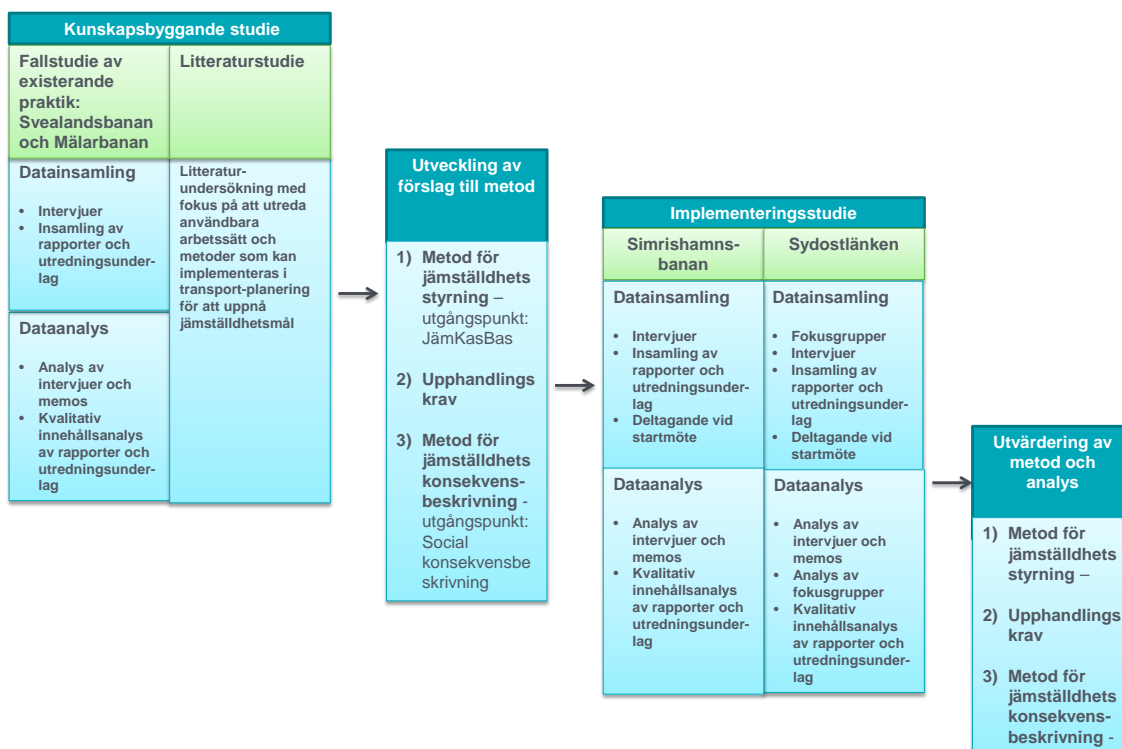 Kunskapsbyggande studie
Fallstudie av
existerande
praktik:
Svealandsbanan
och Mälarbanan
Litteraturstudie
Datainsamling
• Intervjuer
• Insamling av
rapporter och
utredningsunder-
lag
Dataanalys
• Analys av
intervjuer och
memos
• Kvalitativ
innehållsanalys
av rapporter och
utredningsunder-
lag
Litteratur-
undersökning med
fokus på att utreda
användbara
arbetssätt och
metoder som kan
implementeras i
transport-planering
för att uppnå
jämställdhetsmål
Utveckling av
förslag till metod
1) Metod för
jämställdhets
styrning –
utgångspunkt:
JämKasBas
2) Upphandlings
krav
3) Metod för
jämställdhets
konsekvens-
beskrivning -
utgångspunkt:
Social
konsekvensbe
skrivning
Implementeringsstudie
Simrishamns-
banan
Sydostlänken
Datainsamling
• Intervjuer
• Insamling av
rapporter och
utredningsunder-
lag
• Deltagande vid
startmöte
Dataanalys
• Analys av
intervjuer och
memos
• Kvalitativ
innehållsanalys
av rapporter och
utredningsunder-
lag
Datainsamling
• Fokusgrupper
• Intervjuer
• Insamling av
rapporter och
utredningsunder-
lag
• Deltagande vid
startmöte
Dataanalys
• Analys av
intervjuer och
memos
• Analys av
fokusgrupper
• Kvalitativ
innehållsanalys
av rapporter och
utredningsunder-
lag
Utvärdering av
metod och
analys
1) Metod för
jämställdhets
styrning –
2) Upphandlings
krav
3) Metod för
jämställdhets
konsekvens-
beskrivning -